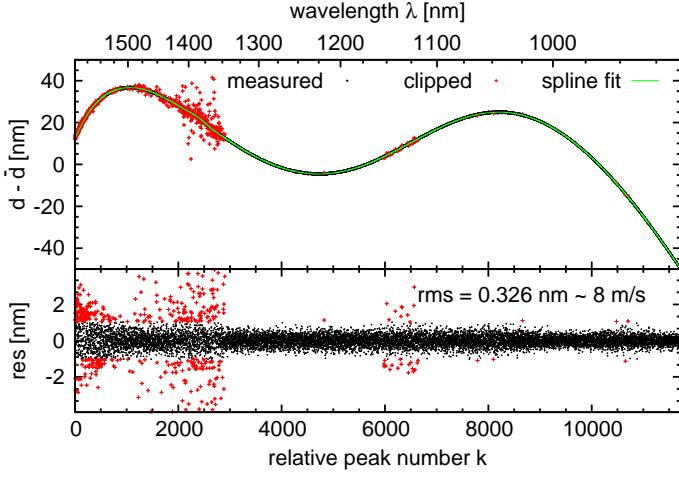 wavelength λ [nm]
1500 1400 1300 1200 1100 1000
measured clipped spline fit
40
20
0
-20
-40
d - d̄ [nm]
rms = 0.326 nm ~ 8 m/s
2
0
-2
res [nm]
0 2000 4000 6000 8000 10000
relative peak number k